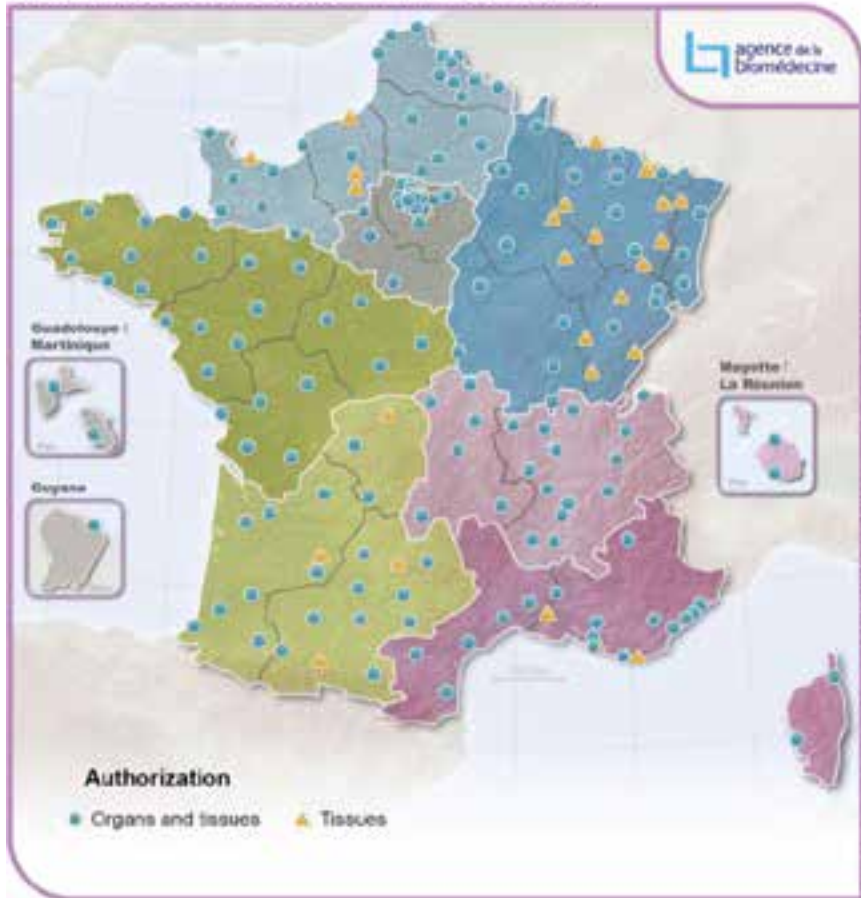 agence de la
biomédecine
Guadeloupe /
Martinique
Mayotte /
La Réunion
Guyane
Authorization
Organs and tissues
Tissues